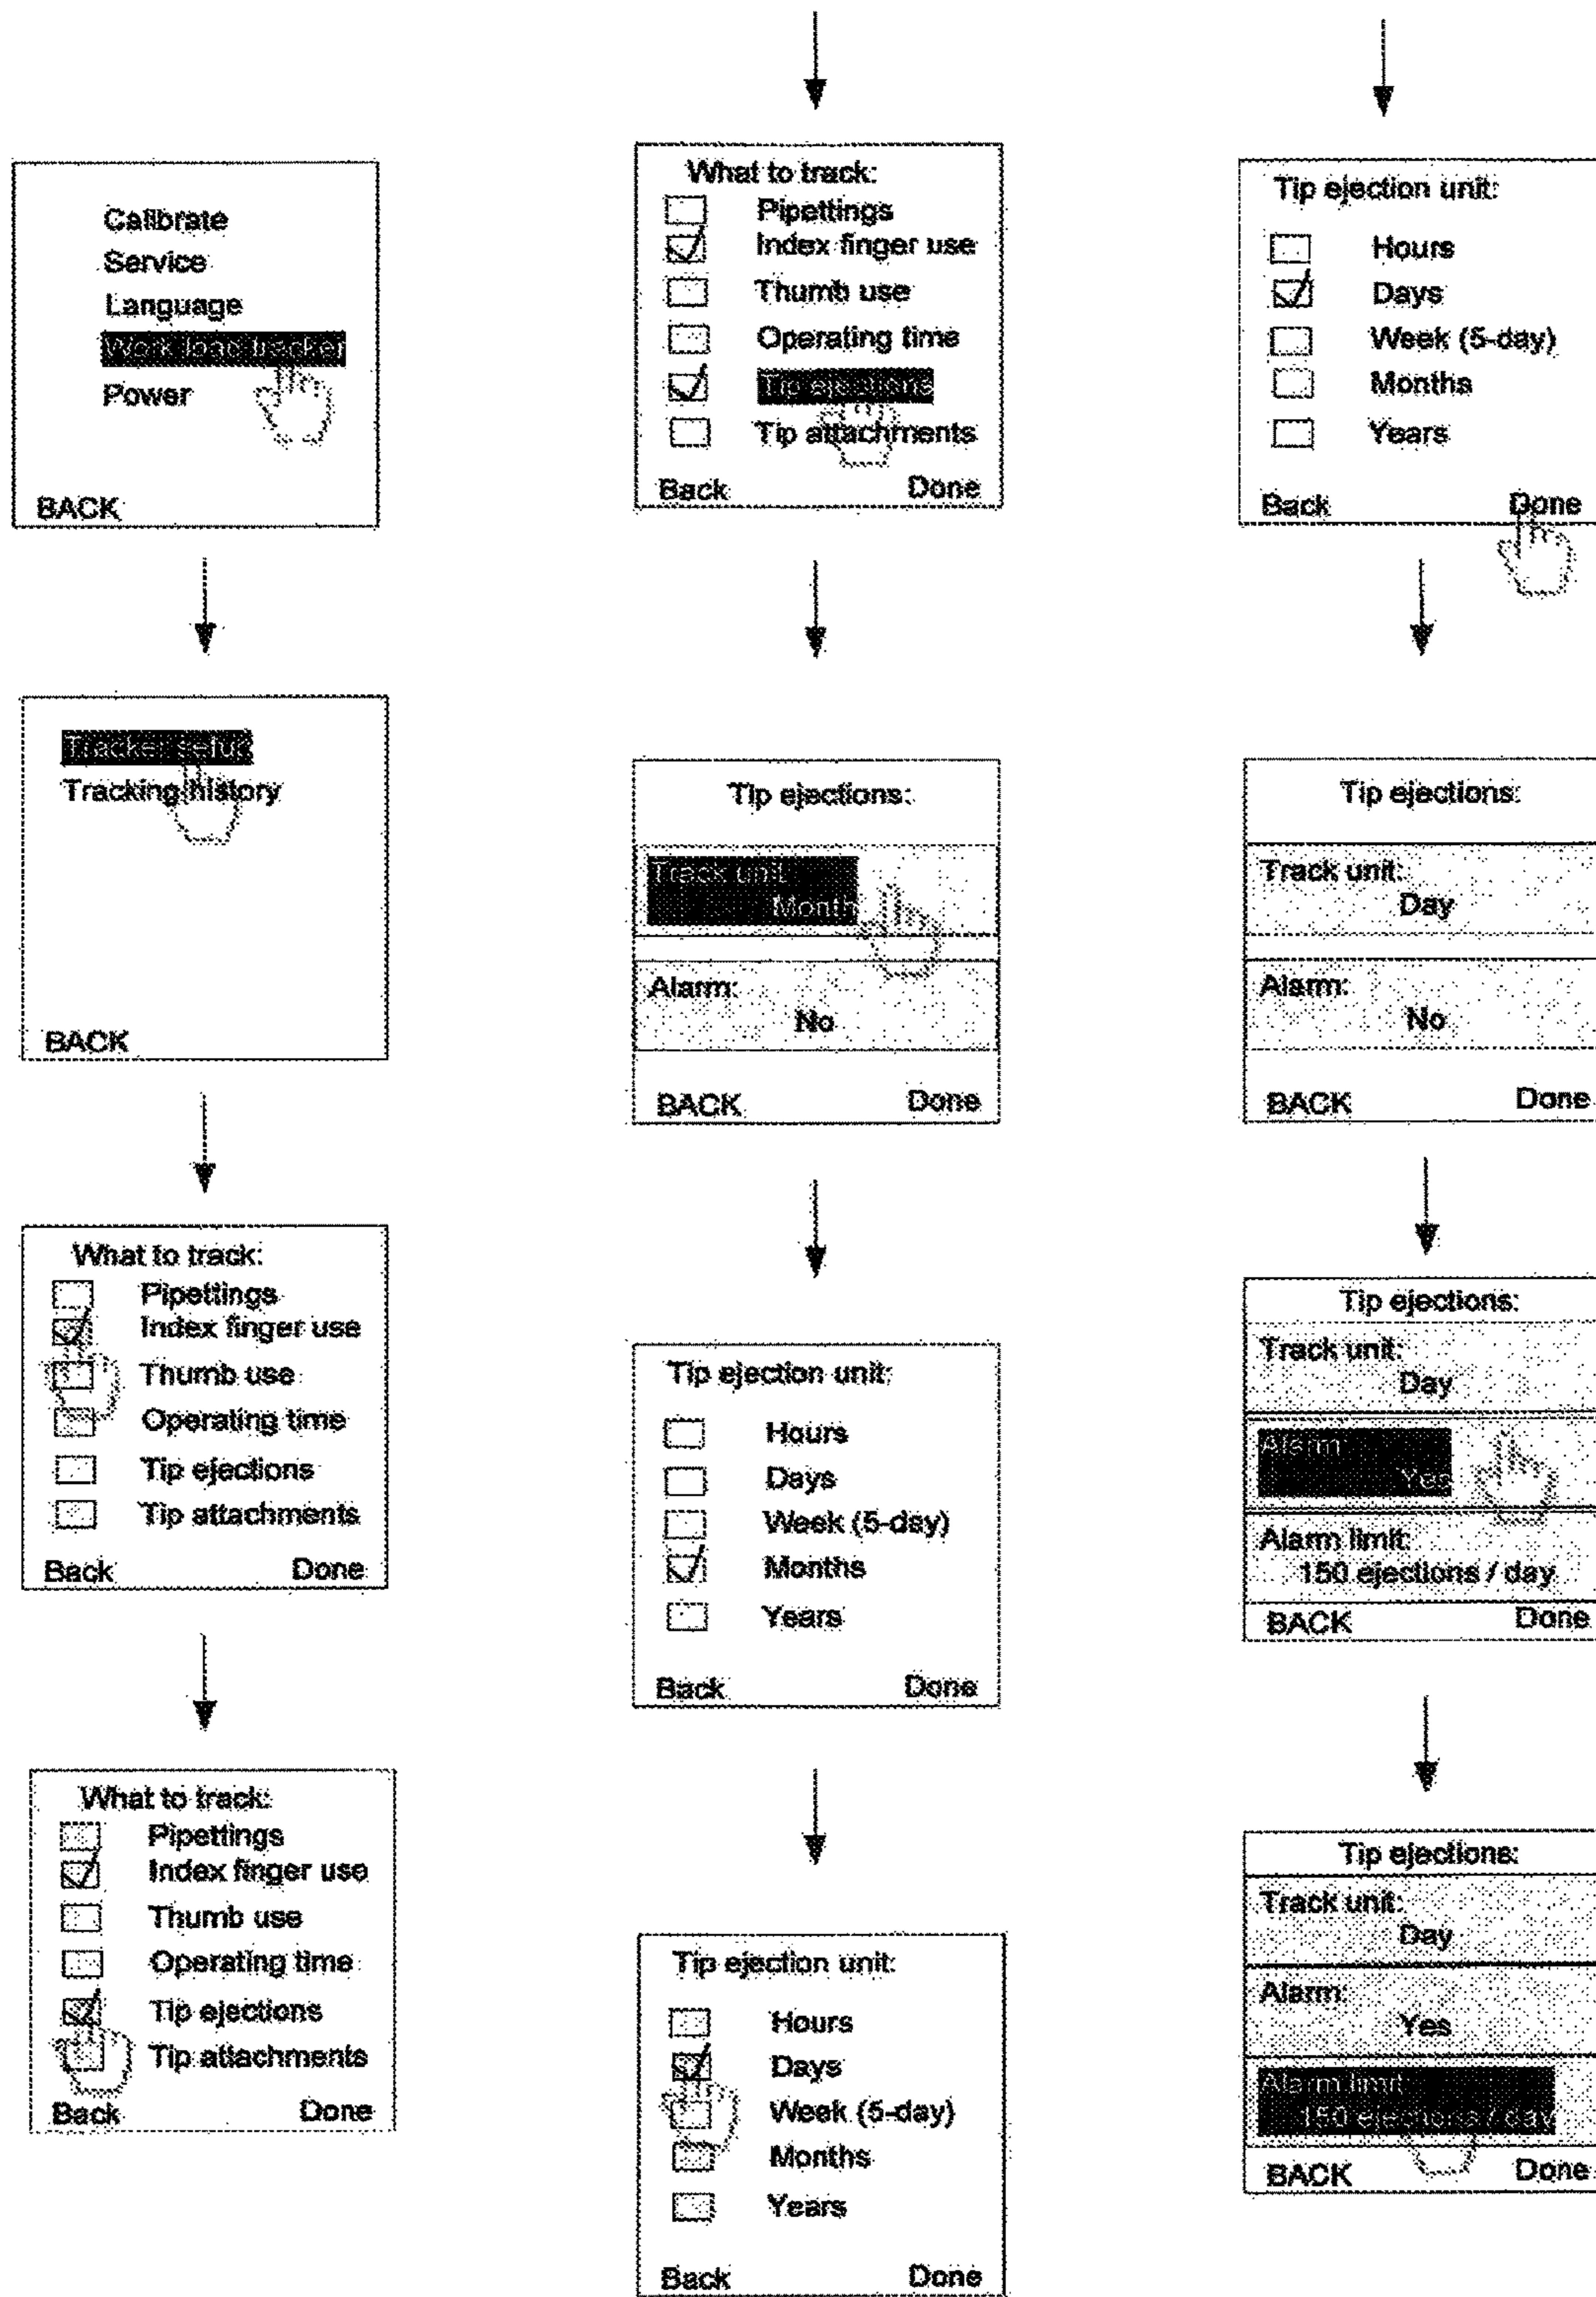 Calibrate
Service
Language
Work load tracker
Power
BACK
Tracker setup
Tracking history
BACK
What to track:
Pipettings
Index finger use
Thumb use
Operating time
Tip ejections
Tip attachments
Back Done
What to track:
Pipettings
Index finger use
Thumb use
Operating time
Tip ejections
Tip attachments
Back Done
What to track:
Pipettings
Index finger use
Thumb use
Operating time
Tip ejections
Tip attachments
Back Done
Tip ejections:
Track unit:
Month
Alarm:
No
BACK Done
Tip ejection unit:
Hours
Days
Week (5-day)
Months
Years
Back Done
Tip ejection unit:
Hours
Days
Week (5-day)
Months
Years
Back Done
Tip ejection unit:
Hours
Days
Week (5-day)
Months
Years
Back Done
Tip ejections:
Track unit:
Day
Alarm:
No
BACK Done
Tip ejections:
Track unit:
Day
Alarm
Yes
Alarm limit:
150 ejections / day
BACK Done
Tip ejections:
Track unit:
Day
Alarm:
Yes
Alarm limit
150 ejections / day
BACK Done